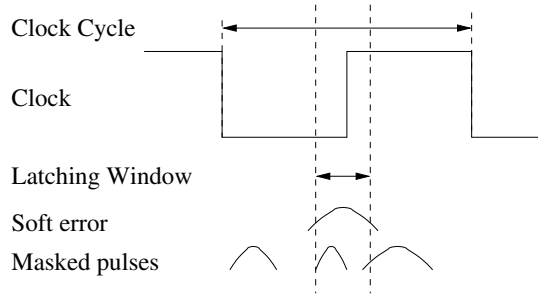 Clock Cycle
Clock
Latching Window
Soft error
Masked pulses